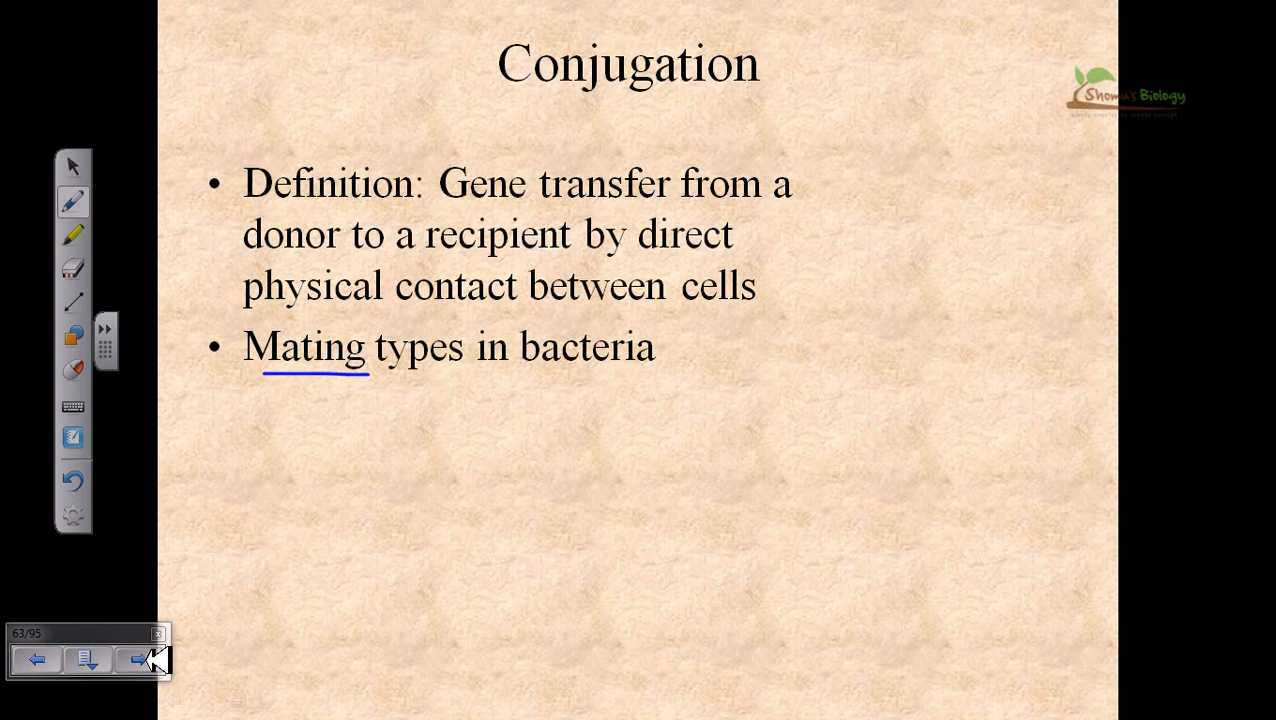 Conjugation
Shomu's Biology
• Definition: Gene transfer from a
donor to a recipient by direct
physical contact between cells
• Mating types in bacteria
63/95